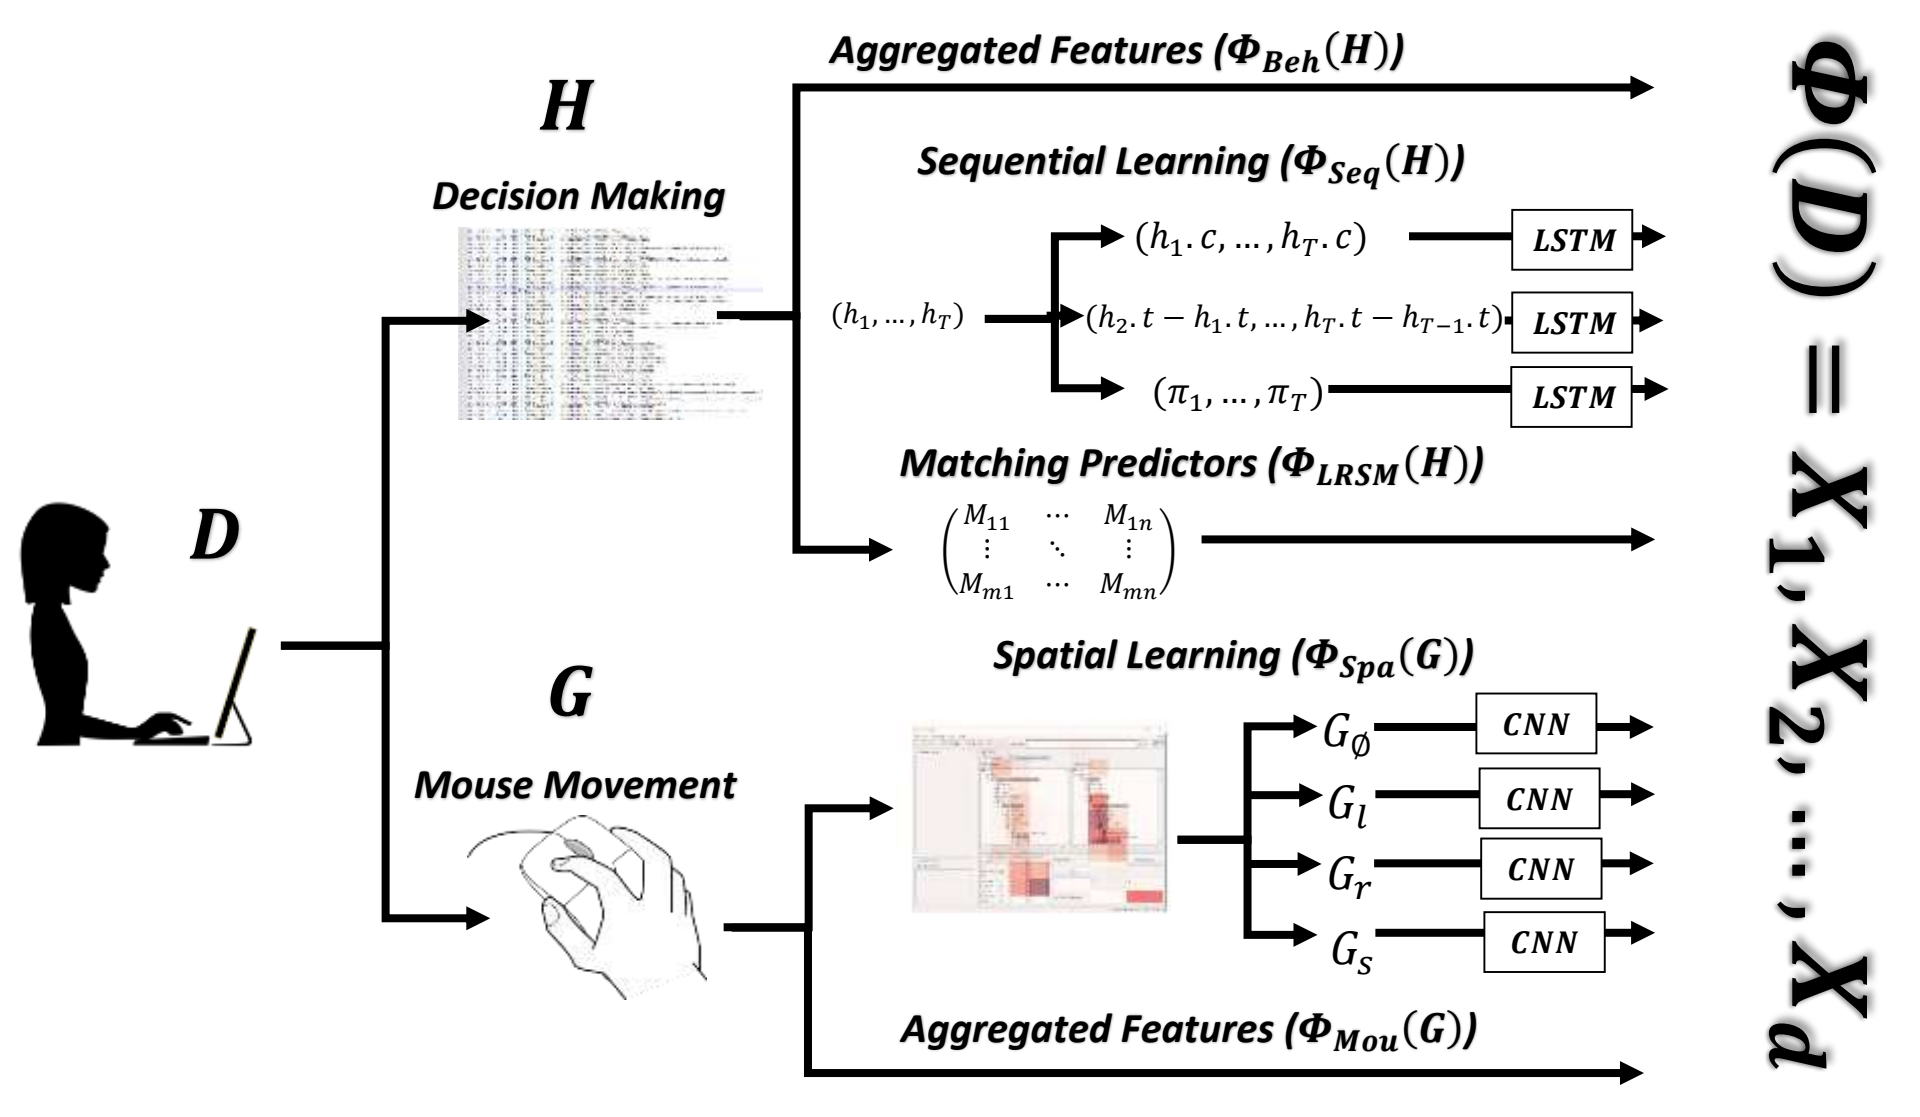 D
H
Decision Making
G
Mouse Movement
Aggregated Features (Φ_Beh(H))
Sequential Learning (Φ_Seq(H))
(h_1, …, h_T)
(h_1.c, …, h_T.c)
LSTM
(h_2.t − h_1.t, …, h_T.t − h_{T−1}.t)
LSTM
(π_1, …, π_T)
LSTM
Matching Predictors (Φ_LRSM(H))
M_11 ⋯ M_1n
⋮ ⋱ ⋮
M_m1 ⋯ M_mn
Spatial Learning (Φ_Spa(G))
G_∅
CNN
G_l
CNN
G_r
CNN
G_s
CNN
Aggregated Features (Φ_Mou(G))
Φ(D) = X_1, X_2, …, X_d